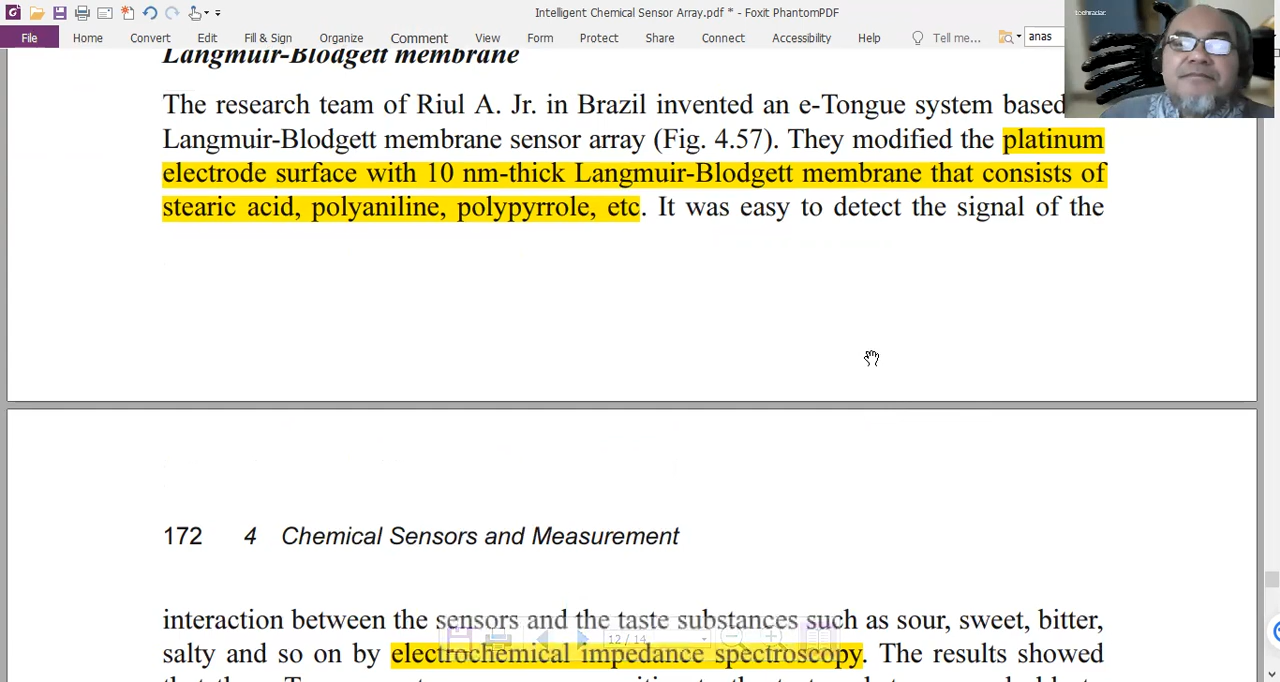 Intelligent Chemical Sensor Array.pdf * - Foxit PhantomPDF
File Home Convert Edit Fill & Sign Organize Comment View Form Protect Share Connect Accessibility Help Tell me... anas
Langmuir-Blodgett membrane
The research team of Riul A. Jr. in Brazil invented an e-Tongue system based
Langmuir-Blodgett membrane sensor array (Fig. 4.57). They modified the platinum
electrode surface with 10 nm-thick Langmuir-Blodgett membrane that consists of
stearic acid, polyaniline, polypyrrole, etc. It was easy to detect the signal of the
172 4 Chemical Sensors and Measurement
interaction between the sensors and the taste substances such as sour, sweet, bitter,
12 / 14
salty and so on by electrochemical impedance spectroscopy. The results showed